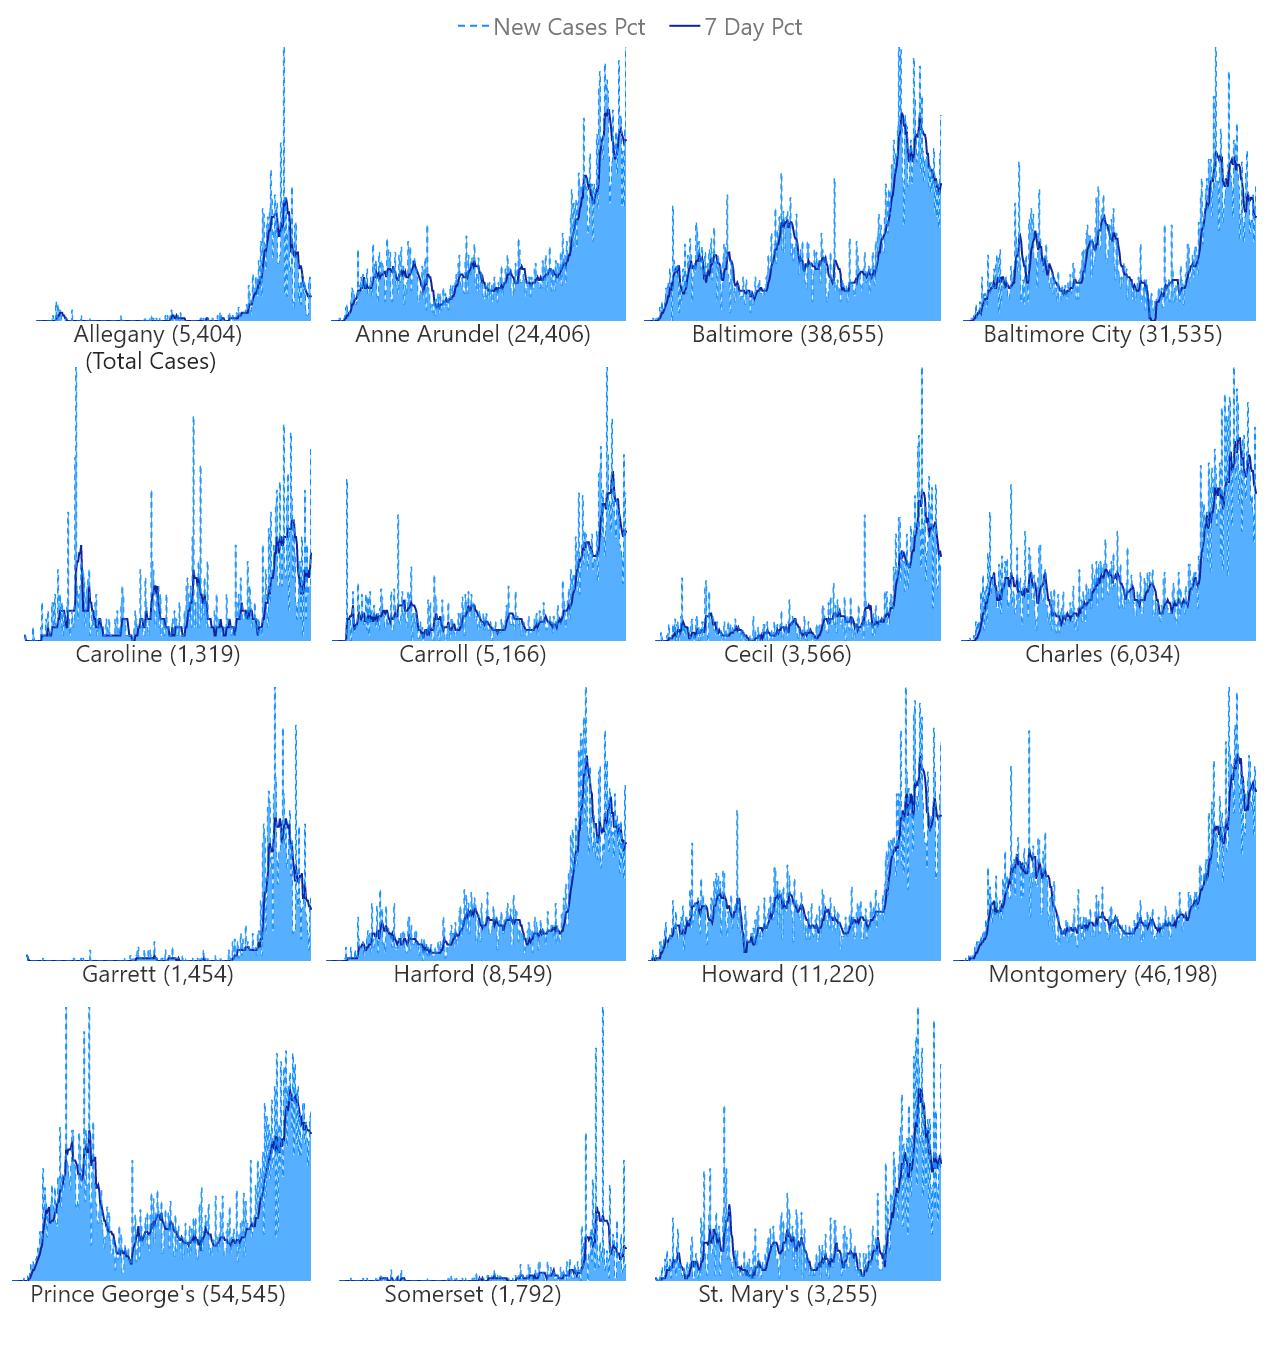 New Cases Pct 7 Day Pct
Allegany (5,404)
(Total Cases)
Anne Arundel (24,406)
Baltimore (38,655)
Baltimore City (31,535)
Caroline (1,319)
Carroll (5,166)
Cecil (3,566)
Charles (6,034)
Garrett (1,454)
Harford (8,549)
Howard (11,220)
Montgomery (46,198)
Prince George's (54,545)
Somerset (1,792)
St. Mary's (3,255)